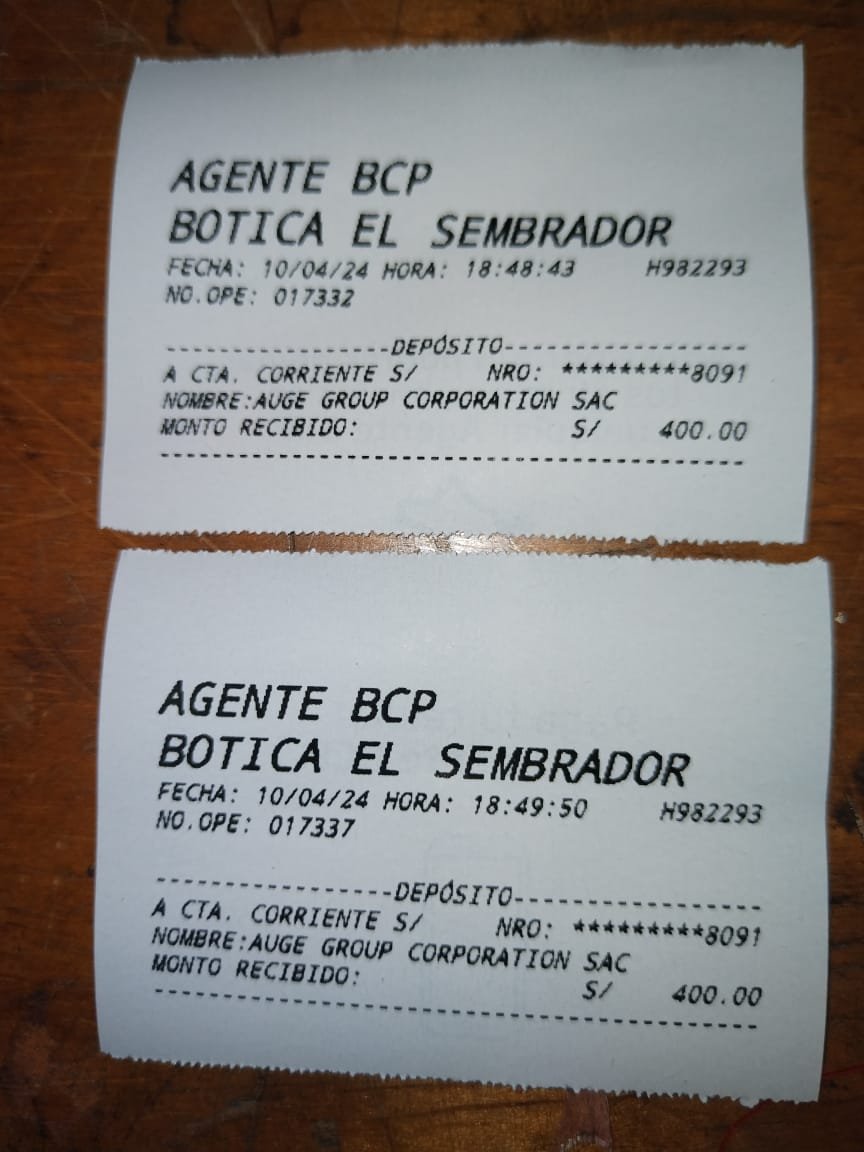 AGENTE BCP
BOTICA EL SEMBRADOR
FECHA: 10/04/24 HORA: 18:48:43 H982293
NO.OPE: 017332
-----------------DEPÓSITO------------------
A CTA. CORRIENTE S/ NRO: *********8091
NOMBRE:AUGE GROUP CORPORATION SAC
MONTO RECIBIDO: S/ 400.00
--------------------------------------------
AGENTE BCP
BOTICA EL SEMBRADOR
FECHA: 10/04/24 HORA: 18:49:50 H982293
NO.OPE: 017337
-----------------DEPÓSITO------------------
A CTA. CORRIENTE S/ NRO: *********8091
NOMBRE:AUGE GROUP CORPORATION SAC
MONTO RECIBIDO: S/ 400.00
--------------------------------------------